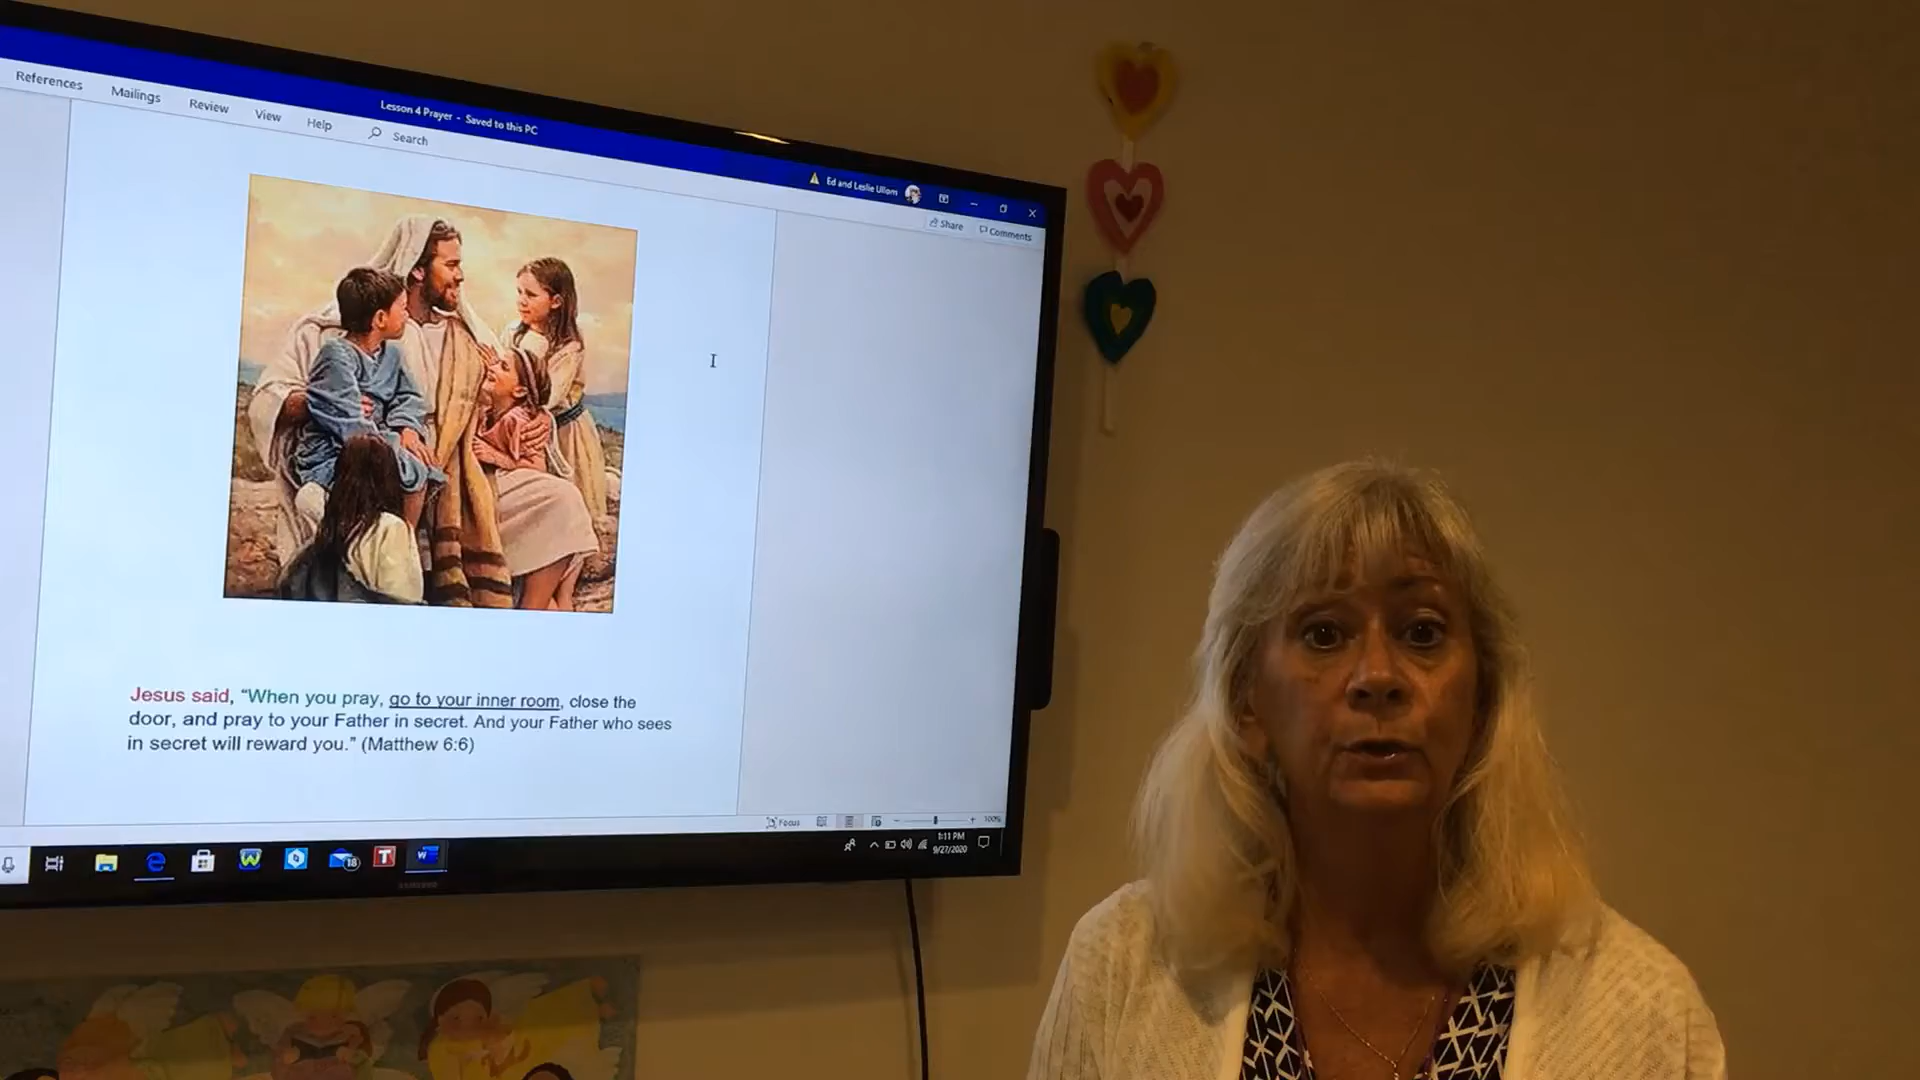 References Mailings Review View Help Search
Lesson 4 Prayer - Saved to this PC
Ed and Leslie Ullom
Share Comments
Jesus said, “When you pray, go to your inner room, close the
door, and pray to your Father in secret. And your Father who sees
in secret will reward you.” (Matthew 6:6)
Focus
100%
18
T
W
1:11 PM
9/27/2020
SAMSUNG